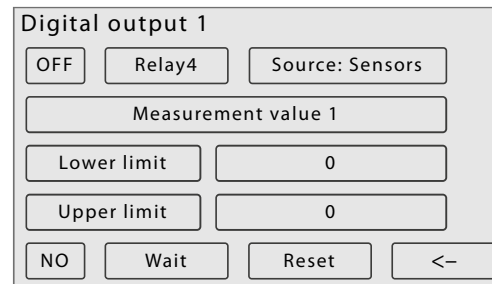 Digital output 1
OFF Relay4 Source: Sensors
Measurement value 1
Lower limit 0
Upper limit 0
NO Wait Reset <–